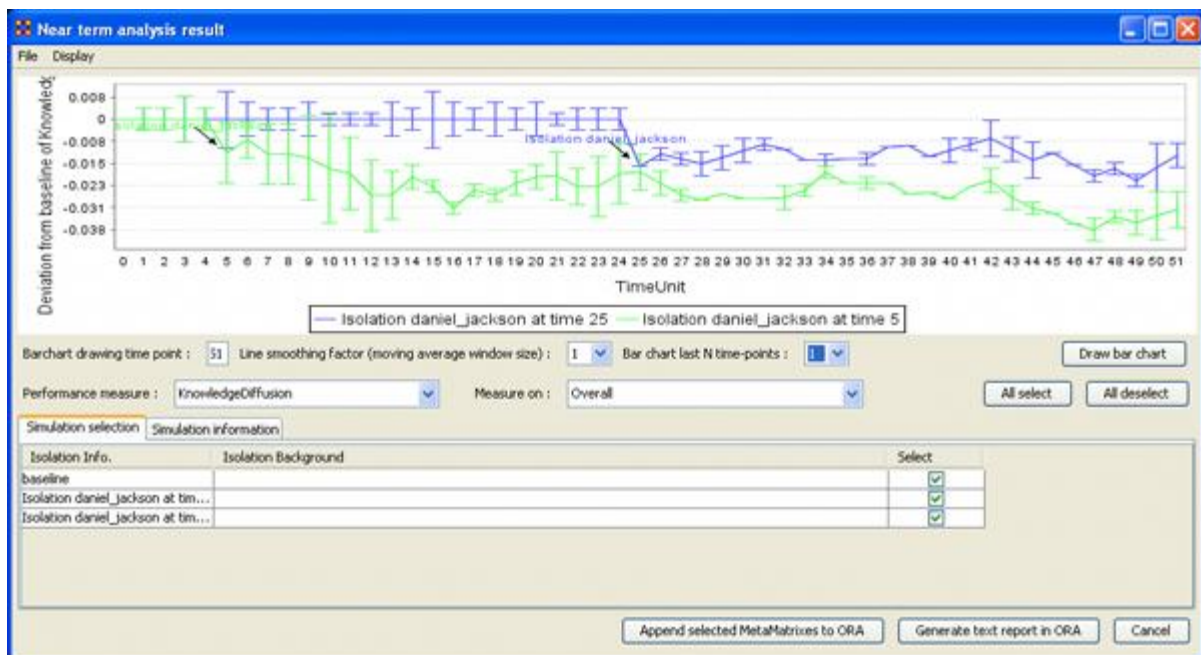 Near term analysis result
File Display
Deviation from baseline of Knowledg
0.008
0
-0.008
-0.015
-0.023
-0.031
-0.038
Isolation daniel_jackson
Isolation daniel_jackson
0 1 2 3 4 5 6 7 8 9 10 11 12 13 14 15 16 17 18 19 20 21 22 23 24 25 26 27 28 29 30 31 32 33 34 35 36 37 38 39 40 41 42 43 44 45 46 47 48 49 50 51
TimeUnit
Isolation daniel_jackson at time 25 Isolation daniel_jackson at time 5
Barchart drawing time point : 51 Line smoothing factor (moving average window size) : 1 Bar chart last N time-points : 1 Draw bar chart
Performance measure : KnowledgeDiffusion Measure on : Overall All select All deselect
Simulation selection Simulation information
Isolation Info. Isolation Background Select
baseline
Isolation daniel_jackson at tim...
Isolation daniel_jackson at tim...
Append selected MetaMatrixes to ORA Generate text report in ORA Cancel